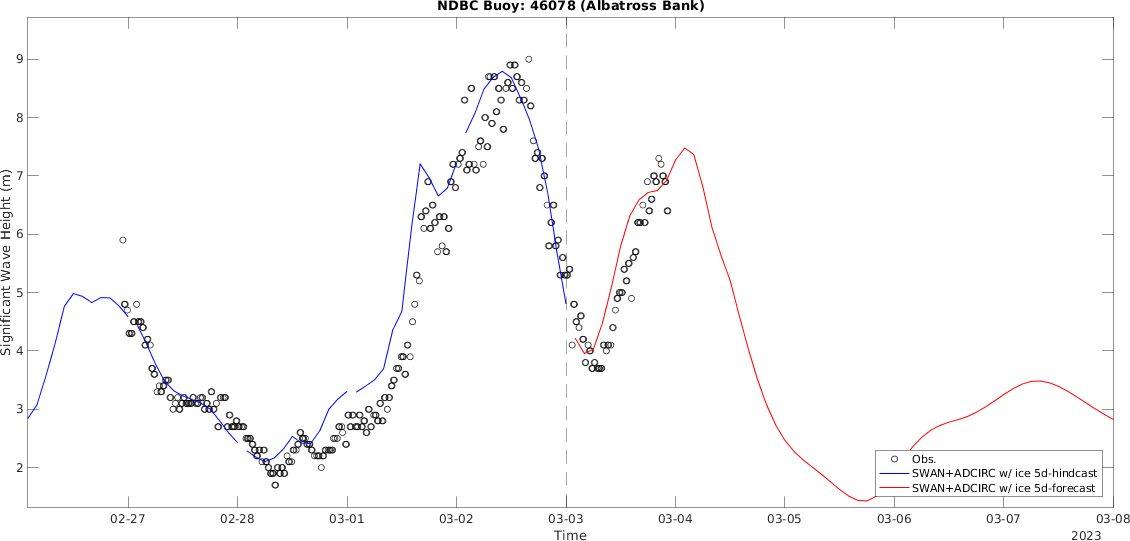 NDBC Buoy: 46078 (Albatross Bank)
Significant Wave Height (m)
9
8
7
6
5
4
3
2
Obs.
SWAN+ADCIRC w/ ice 5d-hindcast
SWAN+ADCIRC w/ ice 5d-forecast
02-27 02-28 03-01 03-02 03-03 03-04 03-05 03-06 03-07 03-08
Time
2023